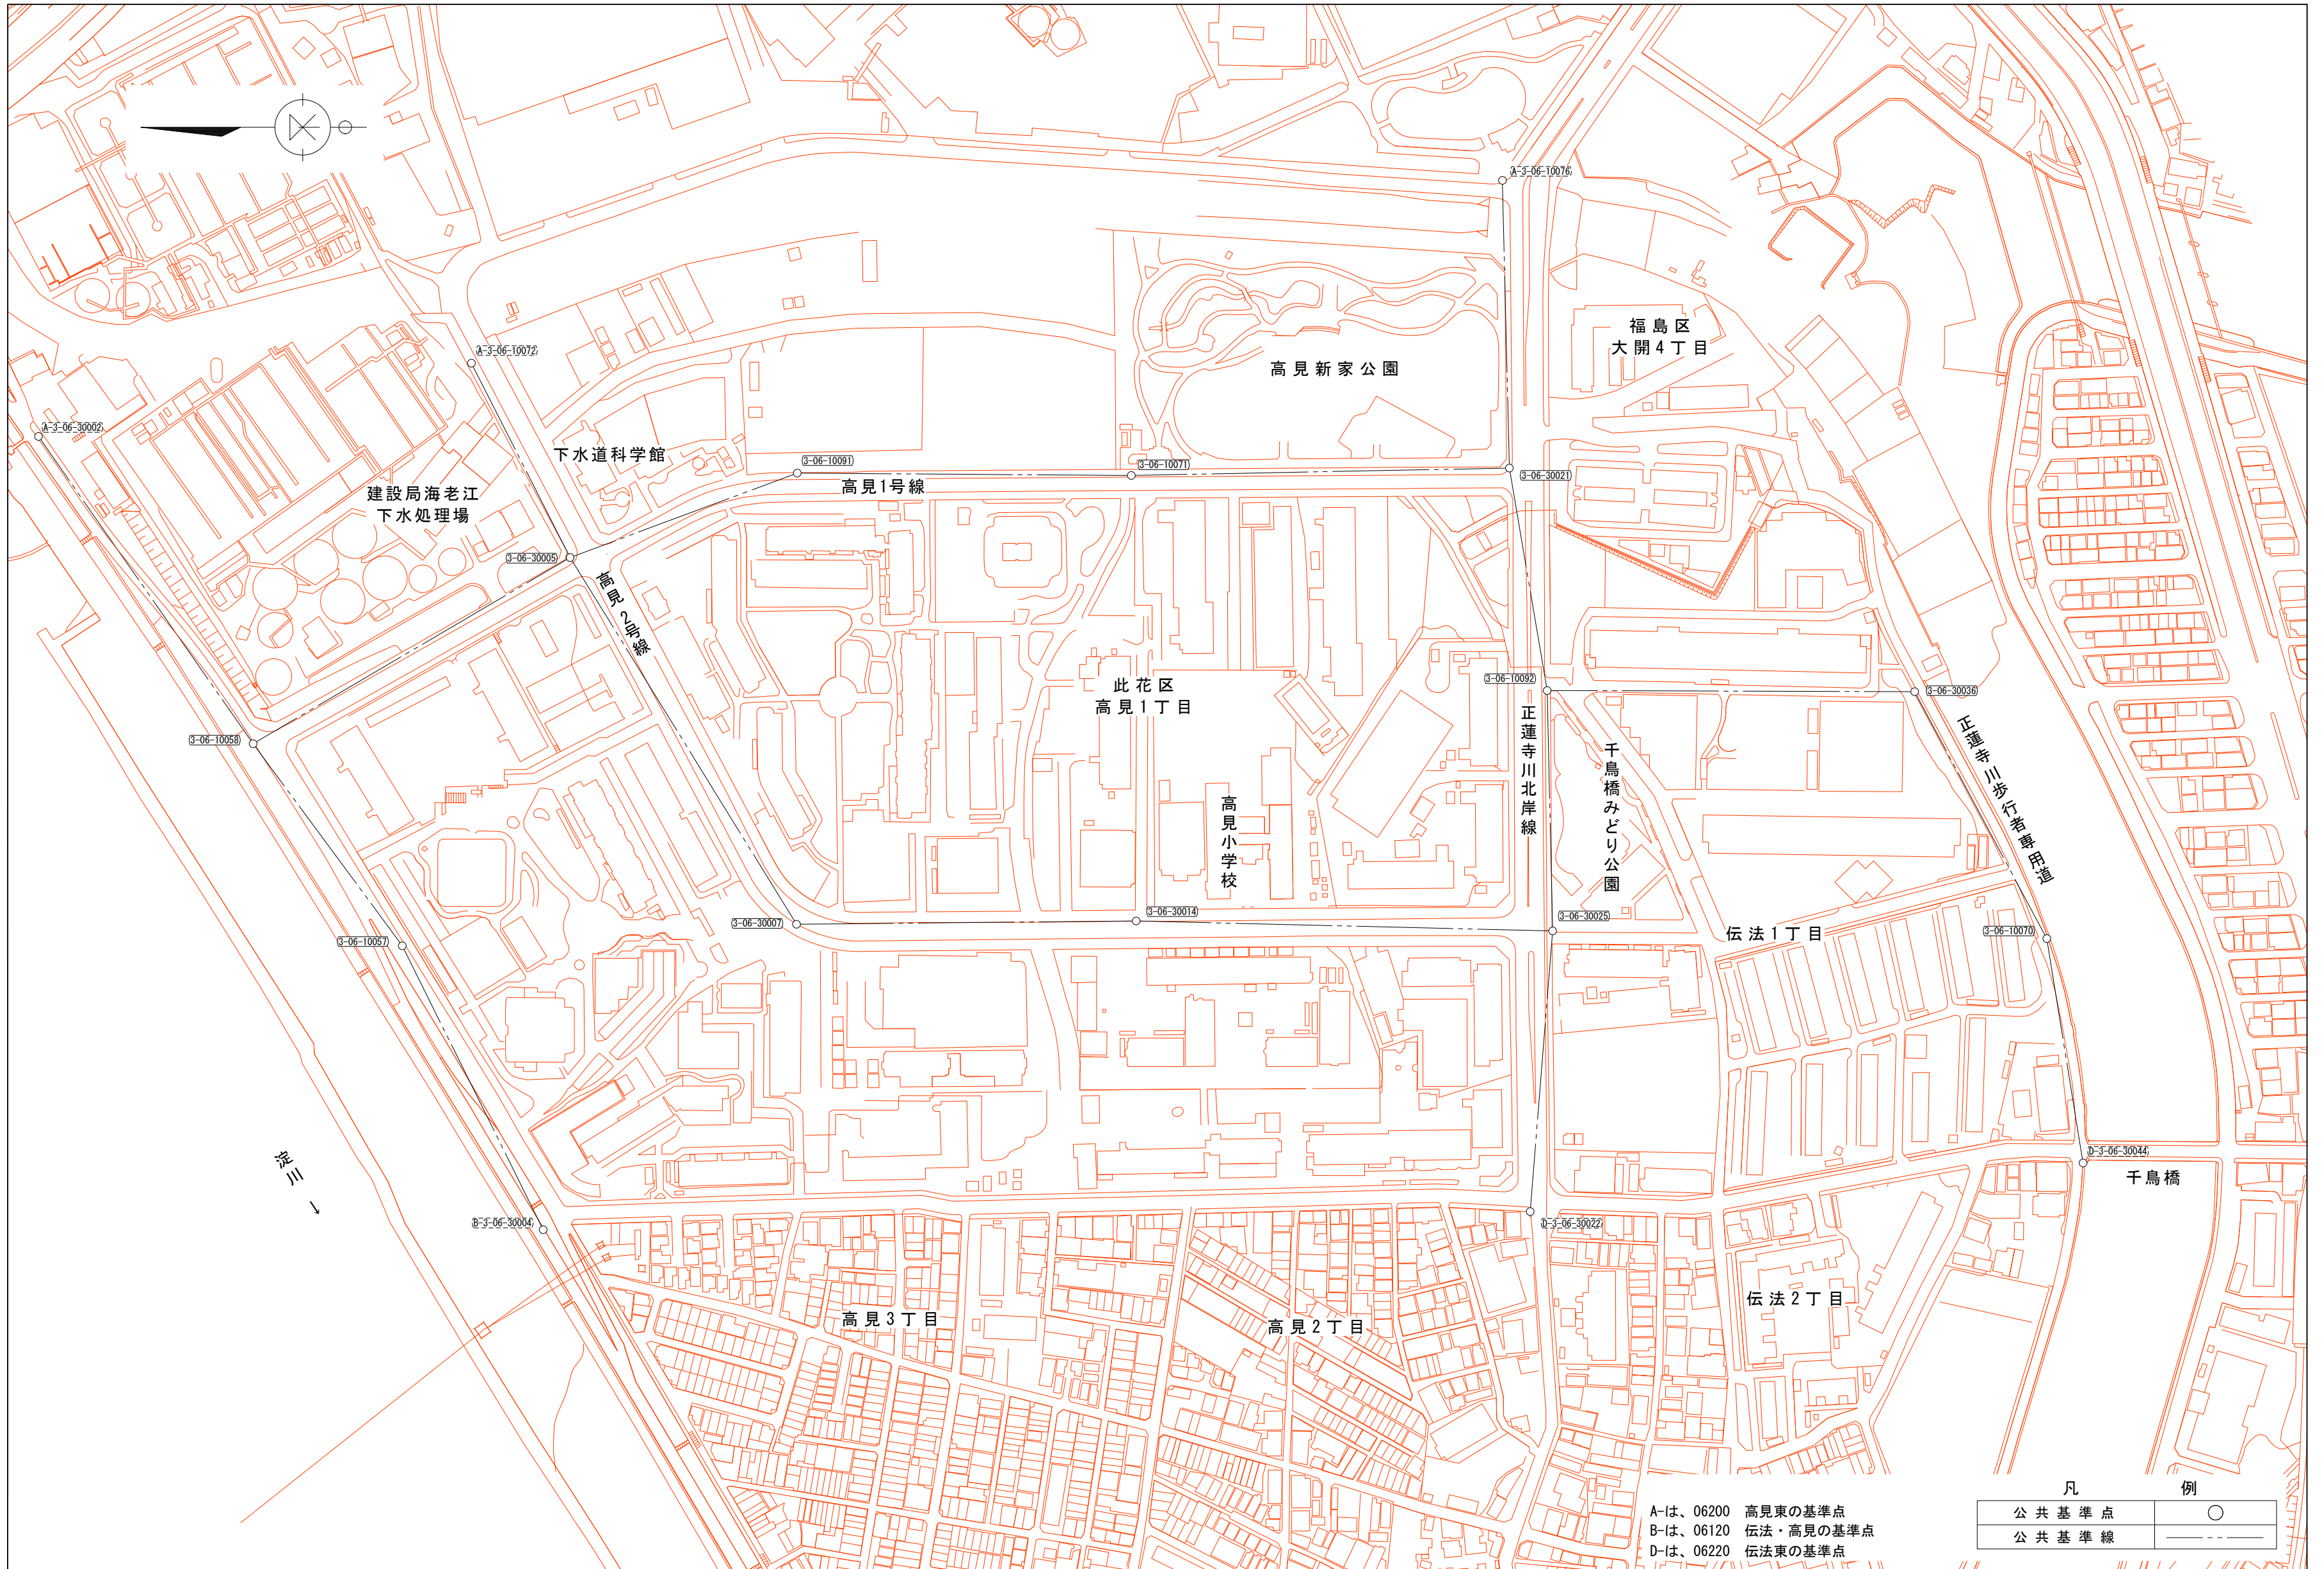 A-3-06-10076
福島区
大開4丁目
A-3-06-10072
高見新家公園
A-3-06-30002
下水道科学館
3-06-10091
3-06-10071
3-06-30021
高見1号線
建設局海老江
下水処理場
3-06-30005
高見2号線
此花区
高見1丁目
3-06-10092
3-06-30036
正蓮寺川北岸線
千鳥橋みどり公園
正蓮寺川歩行者専用道
3-06-10058
高見小学校
3-06-30007
3-06-30014
3-06-30025
伝法1丁目
3-06-10070
3-06-10057
淀川
↓
D-3-06-30044
千鳥橋
B-3-06-30004
D-3-06-30022
高見3丁目
高見2丁目
伝法2丁目
A-は、06200 高見東の基準点
B-は、06120 伝法・高見の基準点
D-は、06220 伝法東の基準点
凡例
公共基準点
公共基準線